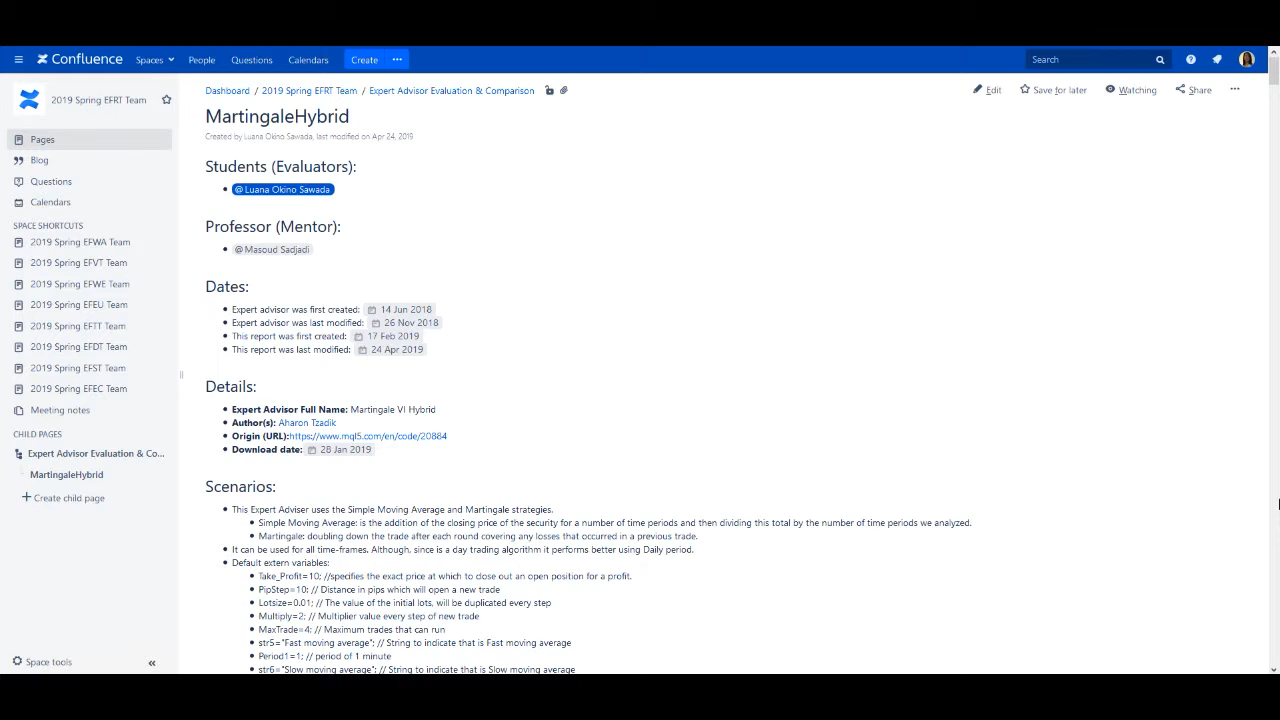 Confluence Spaces People Questions Calendars Create ••• Search
2019 Spring EFRT Team
Dashboard / 2019 Spring EFRT Team / Expert Advisor Evaluation & Comparison
Edit Save for later Watching Share •••
MartingaleHybrid
Created by Luana Okino Sawada, last modified on Apr 24, 2019
Pages
Blog
Questions
Calendars
SPACE SHORTCUTS
2019 Spring EFWA Team
2019 Spring EFVT Team
2019 Spring EFWE Team
2019 Spring EFEU Team
2019 Spring EFTT Team
2019 Spring EFDT Team
2019 Spring EFST Team
2019 Spring EFEC Team
Meeting notes
CHILD PAGES
Expert Advisor Evaluation & Co...
MartingaleHybrid
+ Create child page
Space tools «
Students (Evaluators):
• @Luana Okino Sawada
Professor (Mentor):
• @Masoud Sadjadi
Dates:
• Expert advisor was first created: 14 Jun 2018
• Expert advisor was last modified: 26 Nov 2018
• This report was first created: 17 Feb 2019
• This report was last modified: 24 Apr 2019
Details:
• Expert Advisor Full Name: Martingale VI Hybrid
• Author(s): Aharon Tzadik
• Origin (URL):https://www.mql5.com/en/code/20884
• Download date: 28 Jan 2019
Scenarios:
• This Expert Adviser uses the Simple Moving Average and Martingale strategies.
• Simple Moving Average: is the addition of the closing price of the security for a number of time periods and then dividing this total by the number of time periods we analyzed.
• Martingale: doubling down the trade after each round covering any losses that occurred in a previous trade.
• It can be used for all time-frames. Although, since is a day trading algorithm it performs better using Daily period.
• Default extern variables:
• Take_Profit=10; //specifies the exact price at which to close out an open position for a profit.
• PipStep=10; // Distance in pips which will open a new trade
• Lotsize=0.01; // The value of the initial lots, will be duplicated every step
• Multiply=2; // Multiplier value every step of new trade
• MaxTrade=4; // Maximum trades that can run
• str5="Fast moving average"; // String to indicate that is Fast moving average
• Period1=1; // period of 1 minute
• str6="Slow moving average"; // String to indicate that is Slow moving average